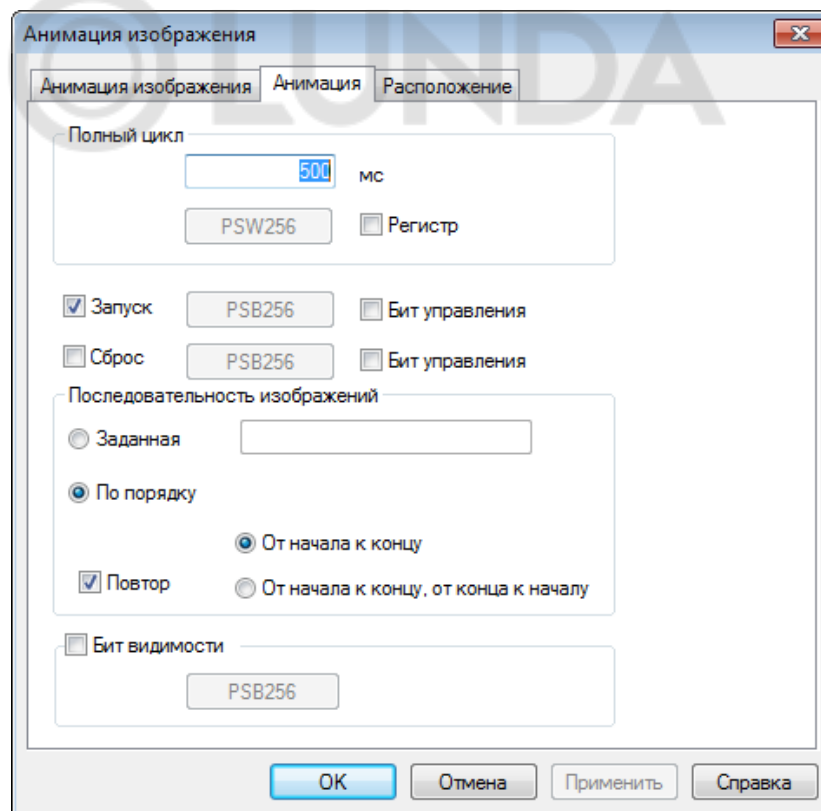 LUNDA
Анимация изображения
Анимация изображения Анимация Расположение
Полный цикл
500 мс
PSW256 Регистр
Запуск PSB256 Бит управления
Сброс PSB256 Бит управления
Последовательность изображений
Заданная
По порядку
От начала к концу
Повтор От начала к концу, от конца к началу
Бит видимости
PSB256
OK Отмена Применить Справка